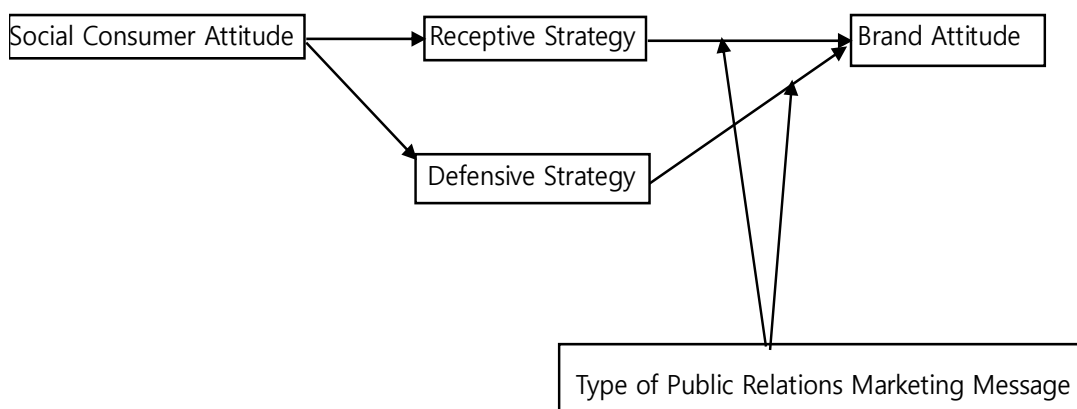 Social Consumer Attitude
Receptive Strategy
Brand Attitude
Defensive Strategy
Type of Public Relations Marketing Message